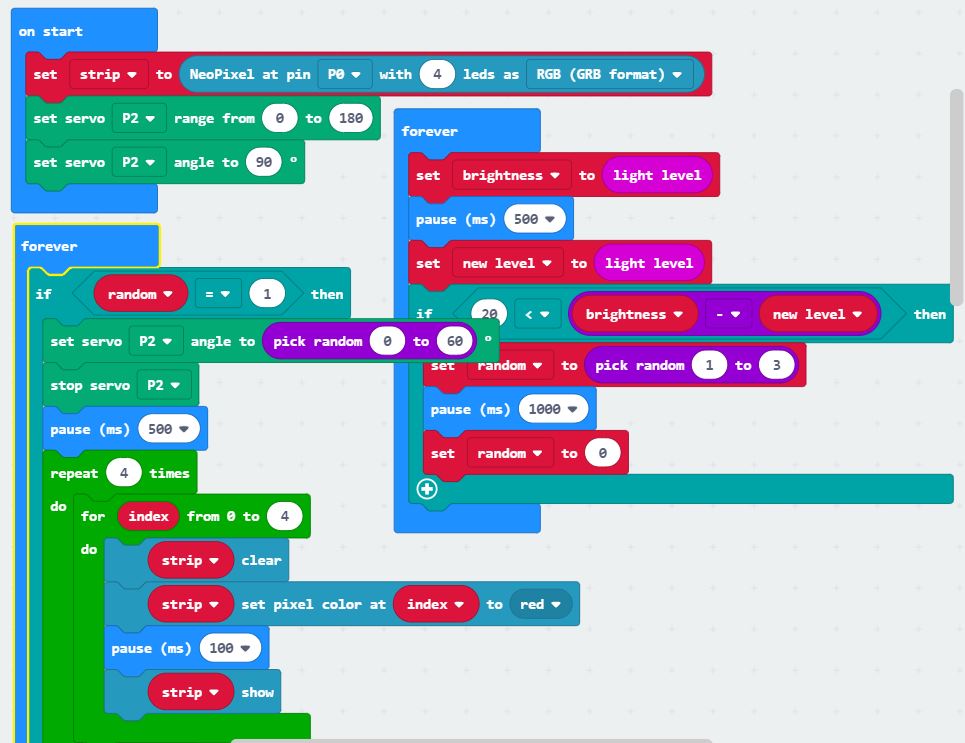 on start
set strip to NeoPixel at pin P0 with 4 leds as RGB (GRB format)
set servo P2 range from 0 to 180
set servo P2 angle to 90 °
forever
if random = 1 then
set servo P2 angle to pick random 0 to 60 °
stop servo P2
pause (ms) 500
repeat 4 times
do
for index from 0 to 4
do
strip clear
strip set pixel color at index to red
pause (ms) 100
strip show
forever
set brightness to light level
pause (ms) 500
set new level to light level
if 20 < brightness - new level then
set random to pick random 1 to 3
pause (ms) 1000
set random to 0